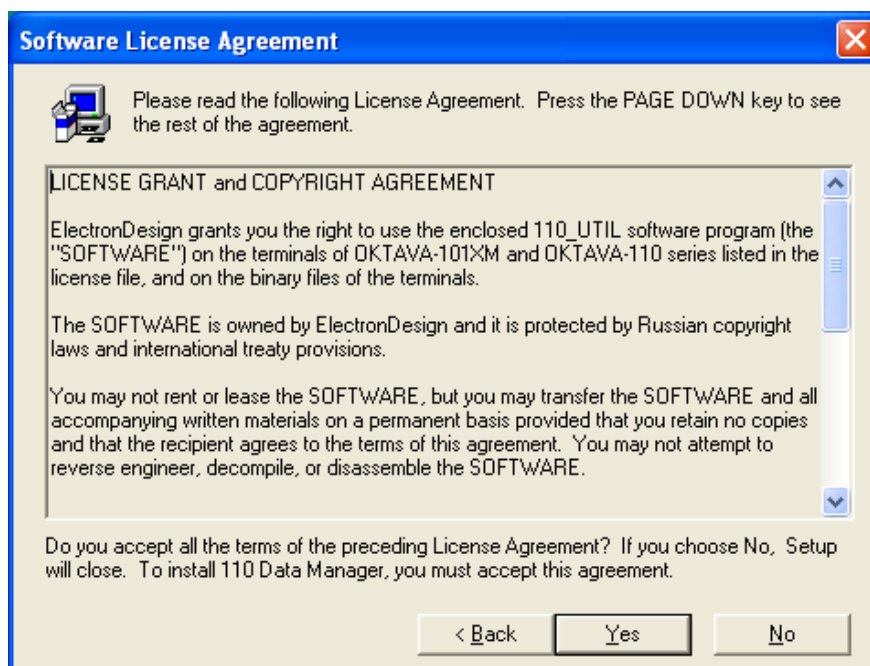 Software License Agreement
Please read the following License Agreement. Press the PAGE DOWN key to see
the rest of the agreement.
LICENSE GRANT and COPYRIGHT AGREEMENT
ElectronDesign grants you the right to use the enclosed 110_UTIL software program (the
"SOFTWARE") on the terminals of OKTAVA-101XM and OKTAVA-110 series listed in the
license file, and on the binary files of the terminals.
The SOFTWARE is owned by ElectronDesign and it is protected by Russian copyright
laws and international treaty provisions.
You may not rent or lease the SOFTWARE, but you may transfer the SOFTWARE and all
accompanying written materials on a permanent basis provided that you retain no copies
and that the recipient agrees to the terms of this agreement. You may not attempt to
reverse engineer, decompile, or disassemble the SOFTWARE.
Do you accept all the terms of the preceding License Agreement? If you choose No, Setup
will close. To install 110 Data Manager, you must accept this agreement.
< Back Yes No